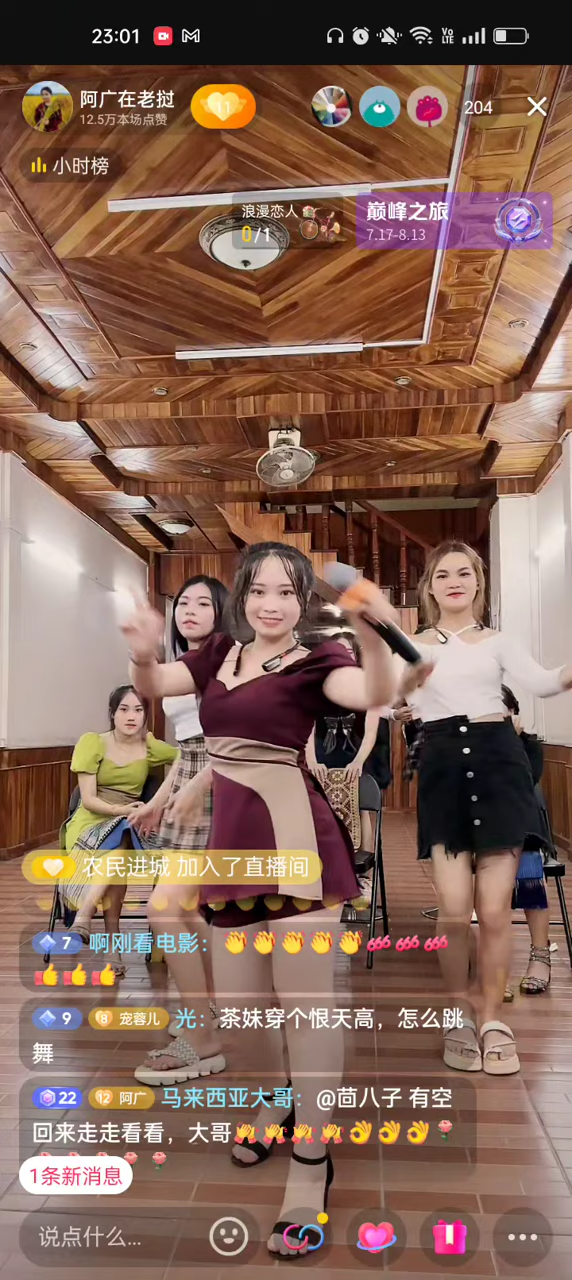 23:01
Vo
LTE
阿广在老挝
12.5万本场点赞
11
204
小时榜
浪漫恋人
0/1
巅峰之旅
7.17-8.13
农民进城 加入了直播间
7 啊刚看电影：👏👏👏👏👏666 666 666
👍👍👍
9 8 宠蓉儿 光：茶妹穿个恨天高，怎么跳
舞
22 12 阿广 马来西亚大哥：@茴八子 有空
回来走走看看，大哥🙌🙌🙌🙌👌👌👌🌹
🌹🌹🌹🌹
1条新消息
说点什么...